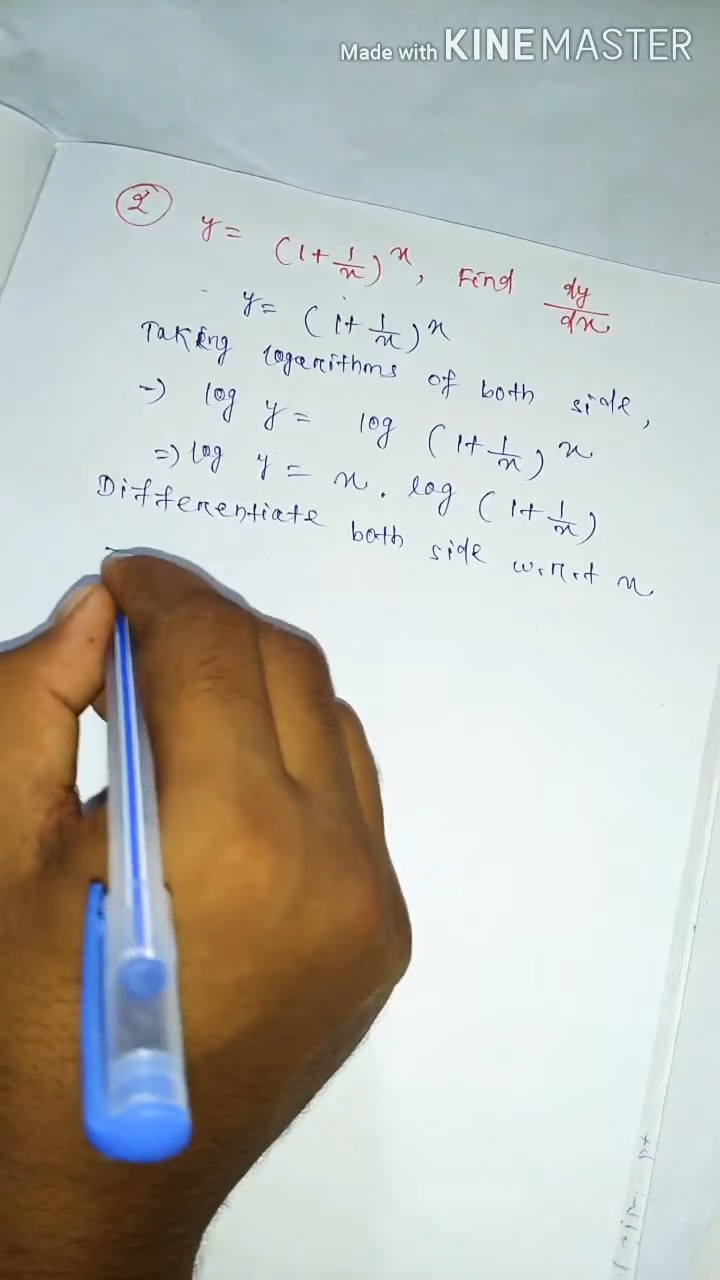 Made with KINEMASTER
② y = (1+1/x)^x, Find dy/dx
y = (1+1/x)^x
Taking logarithms of both side,
=) log y = log (1+1/x)^x
=) log y = x. log (1+1/x)
Differentiate both side w.r.t x